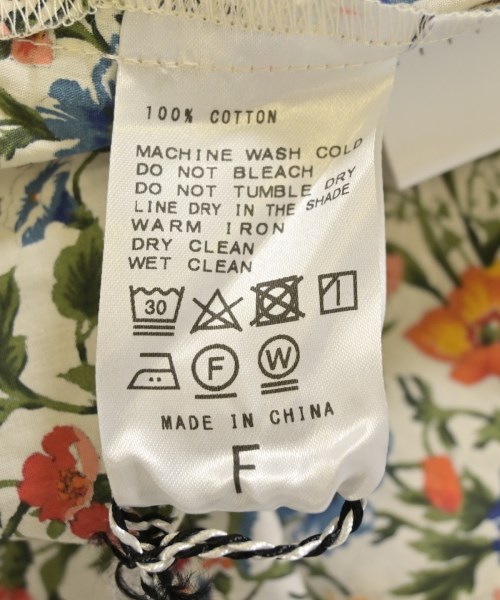 100% COTTON
MACHINE WASH COLD
DO NOT BLEACH
DO NOT TUMBLE DRY
LINE DRY IN THE SHADE
WARM IRON
DRY CLEAN
WET CLEAN
30
F W
MADE IN CHINA
F